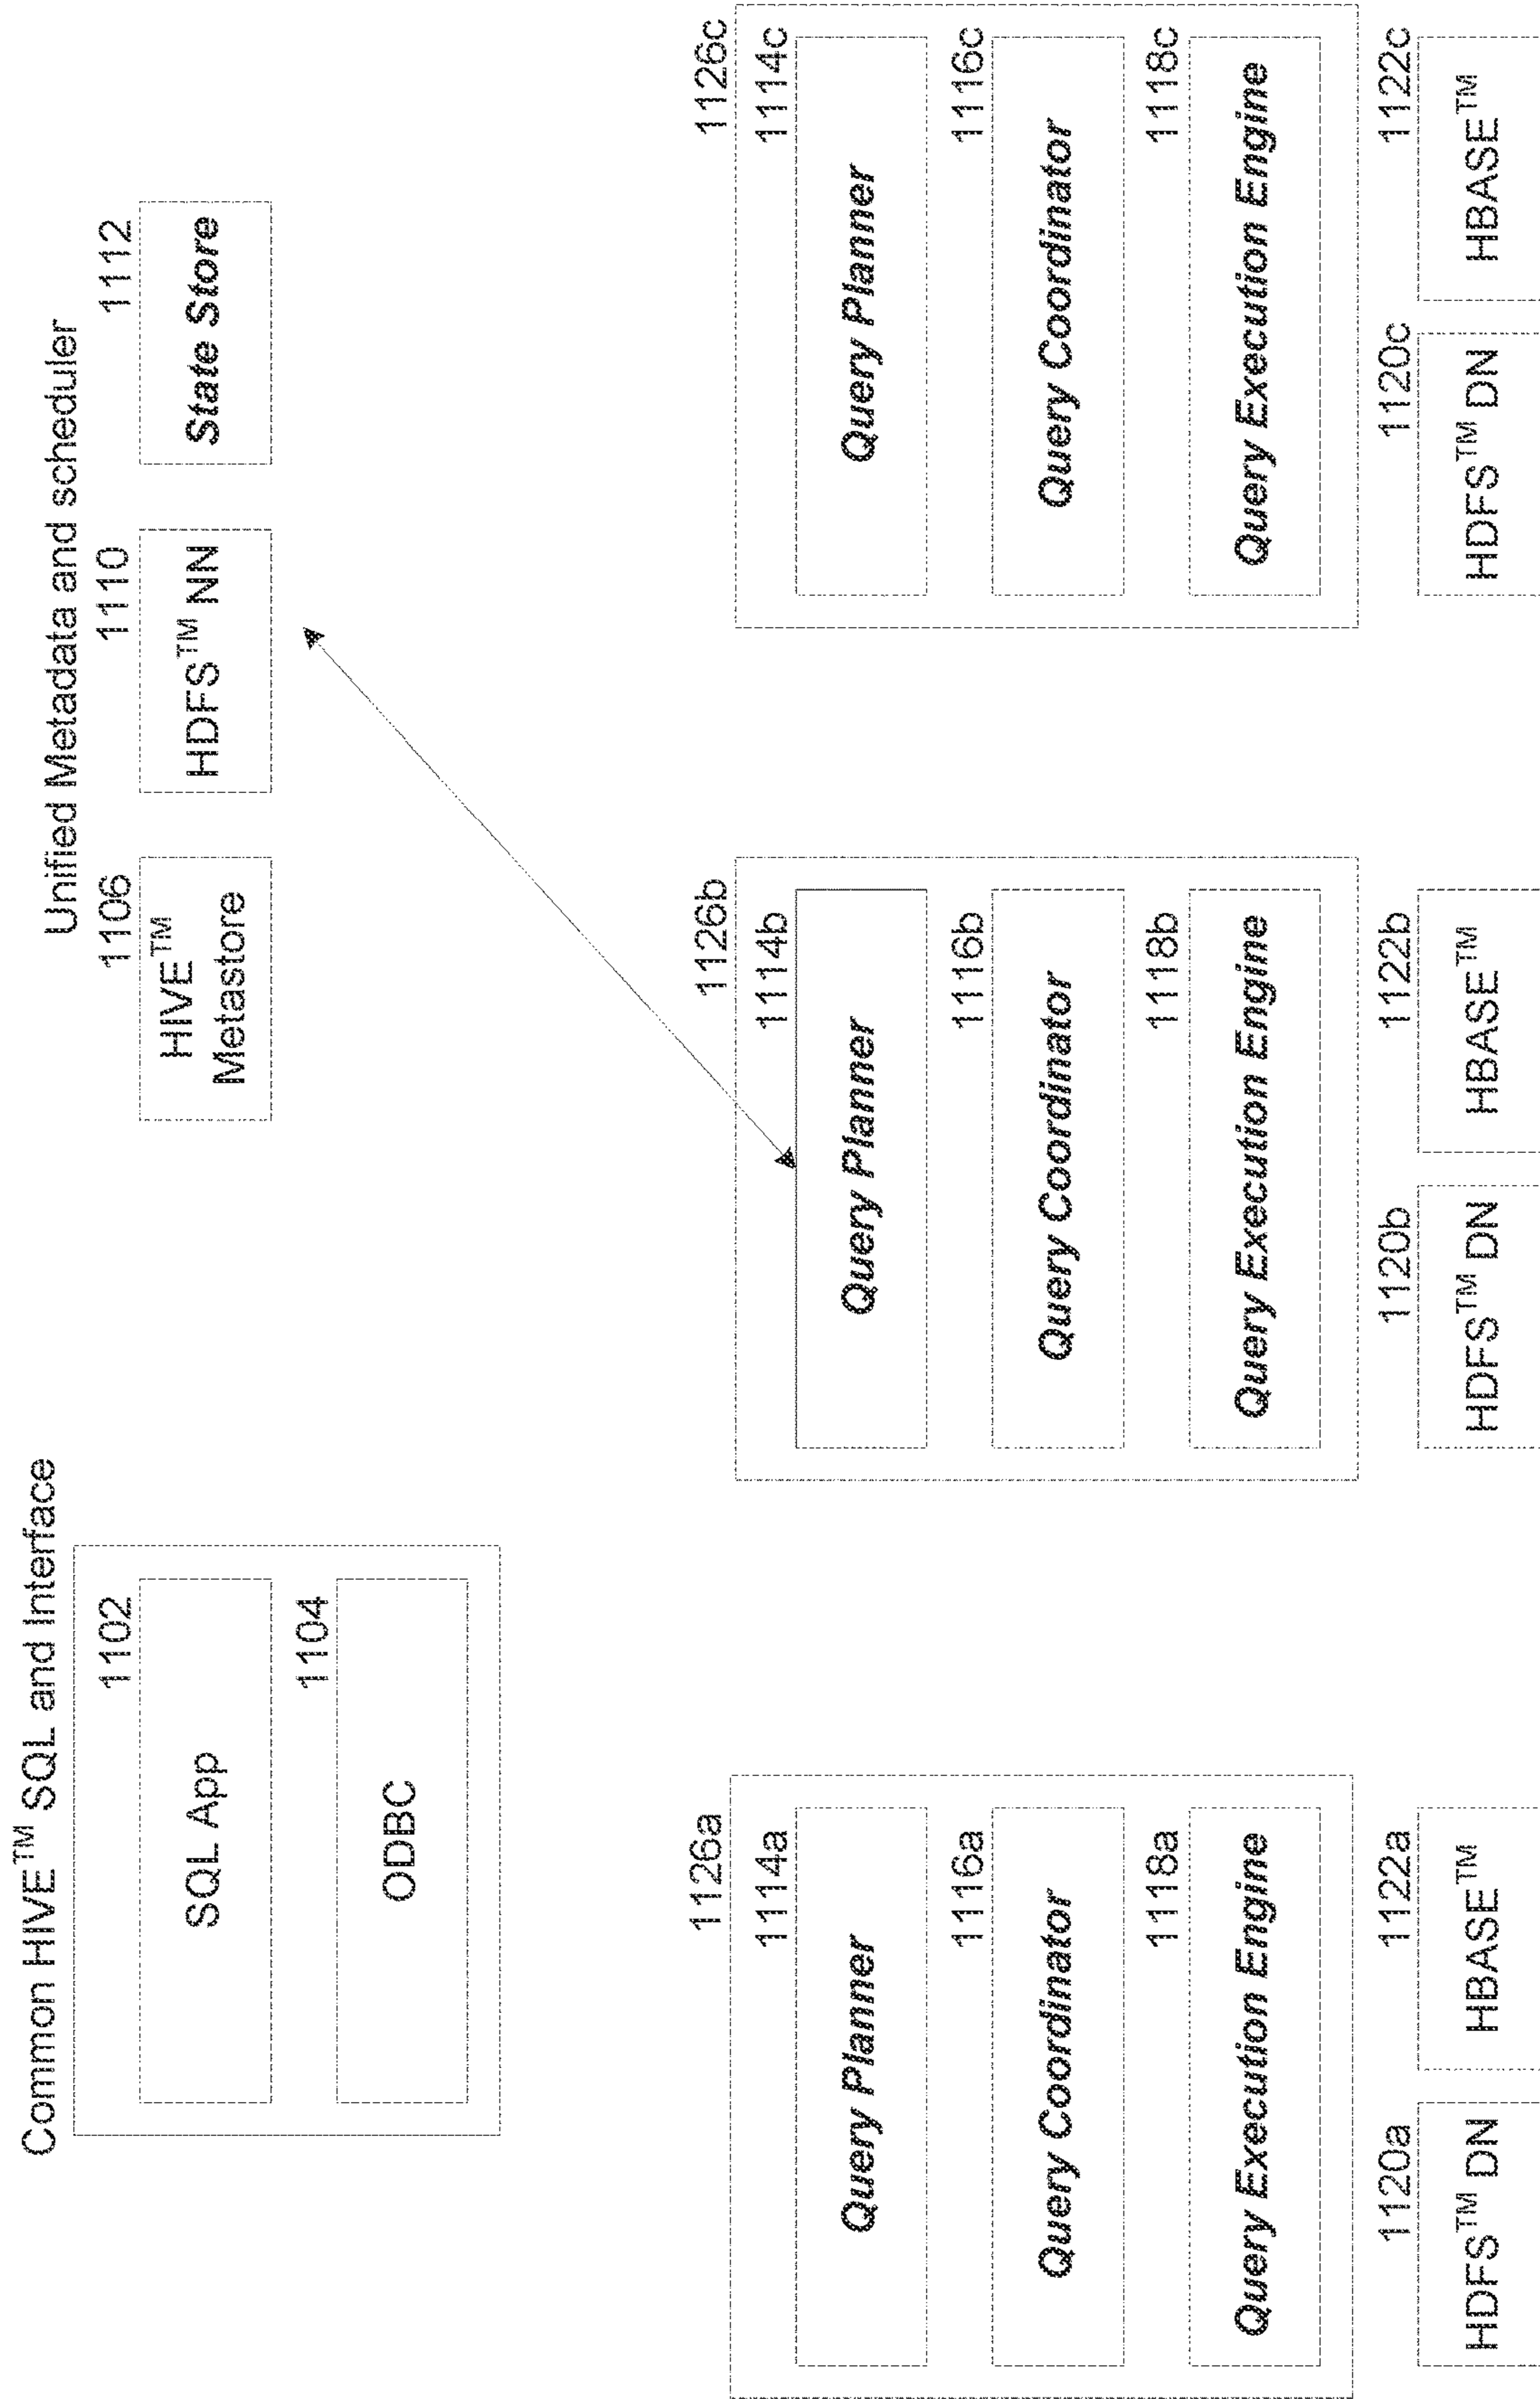 Common HIVE™ SQL and Interface
1102
SQL App
1104
ODBC
Unified Metadata and scheduler
1106
HIVE™
Metastore
1110
HDFS™ NN
1112
State Store
1126a
1114a
Query Planner
1116a
Query Coordinator
1118a
Query Execution Engine
1120a
HDFS™ DN
1122a
HBASE™
1126b
1114b
Query Planner
1116b
Query Coordinator
1118b
Query Execution Engine
1120b
HDFS™ DN
1122b
HBASE™
1126c
1114c
Query Planner
1116c
Query Coordinator
1118c
Query Execution Engine
1120c
HDFS™ DN
1122c
HBASE™